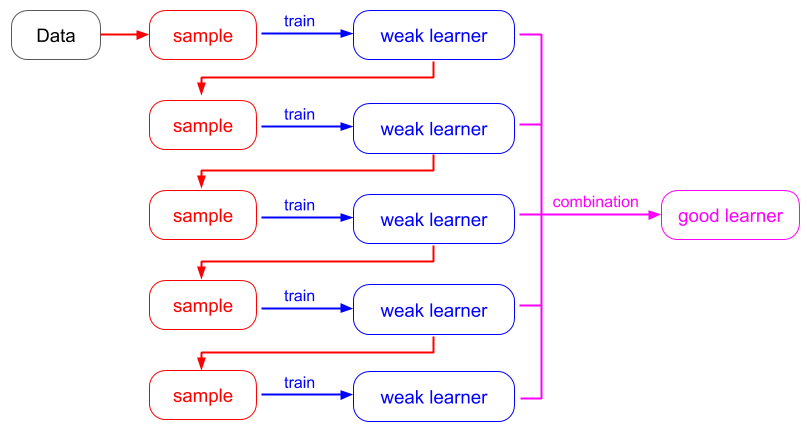 Data
sample
train
weak learner
sample
train
weak learner
sample
train
weak learner
combination
good learner
sample
train
weak learner
sample
train
weak learner